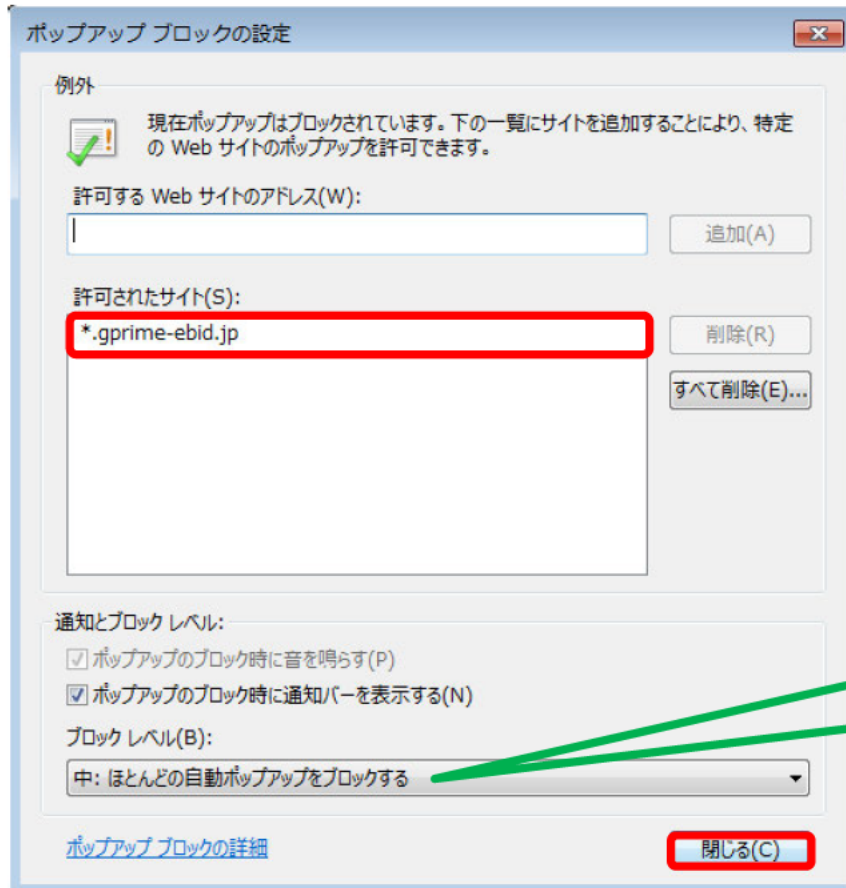 ポップアップ ブロックの設定
例外
現在ポップアップはブロックされています。下の一覧にサイトを追加することにより、特定
の Web サイトのポップアップを許可できます。
許可する Web サイトのアドレス(W):
追加(A)
許可されたサイト(S):
*.gprime-ebid.jp
削除(R)
すべて削除(E)...
通知とブロック レベル:
ポップアップのブロック時に音を鳴らす(P)
ポップアップのブロック時に通知バーを表示する(N)
ブロック レベル(B):
中: ほとんどの自動ポップアップをブロックする
ポップアップ ブロックの詳細
閉じる(C)